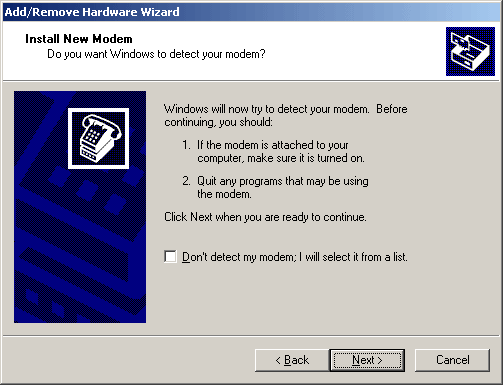 Add/Remove Hardware Wizard
Install New Modem
Do you want Windows to detect your modem?
Windows will now try to detect your modem.  Before
continuing, you should:
1. If the modem is attached to your
computer, make sure it is turned on.
2. Quit any programs that may be using
the modem.
Click Next when you are ready to continue.
Don't detect my modem; I will select it from a list.
< Back Next > Cancel